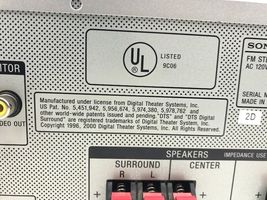 SON
UL
LISTED
9C06
FM STE
AC 120V
ITOR
Manufactured under license from Digital Theater Systems, Inc.
US Pat. No. 5,451,942, 5,956,674, 5,974,380, 5,978,762 and
other world-wide patents issued and pending. "DTS" and "DTS Digital
Surround" are registered trademarks of Digital Theater Systems, Inc.
Copyright 1996, 2000 Digital Theater Systems, Inc. All Rights Reserved.
SERIAL N
MADE IN
2D
DEO OUT
SPEAKERS
IMPEDANCE USE
SURROUND
CENTER
R
L